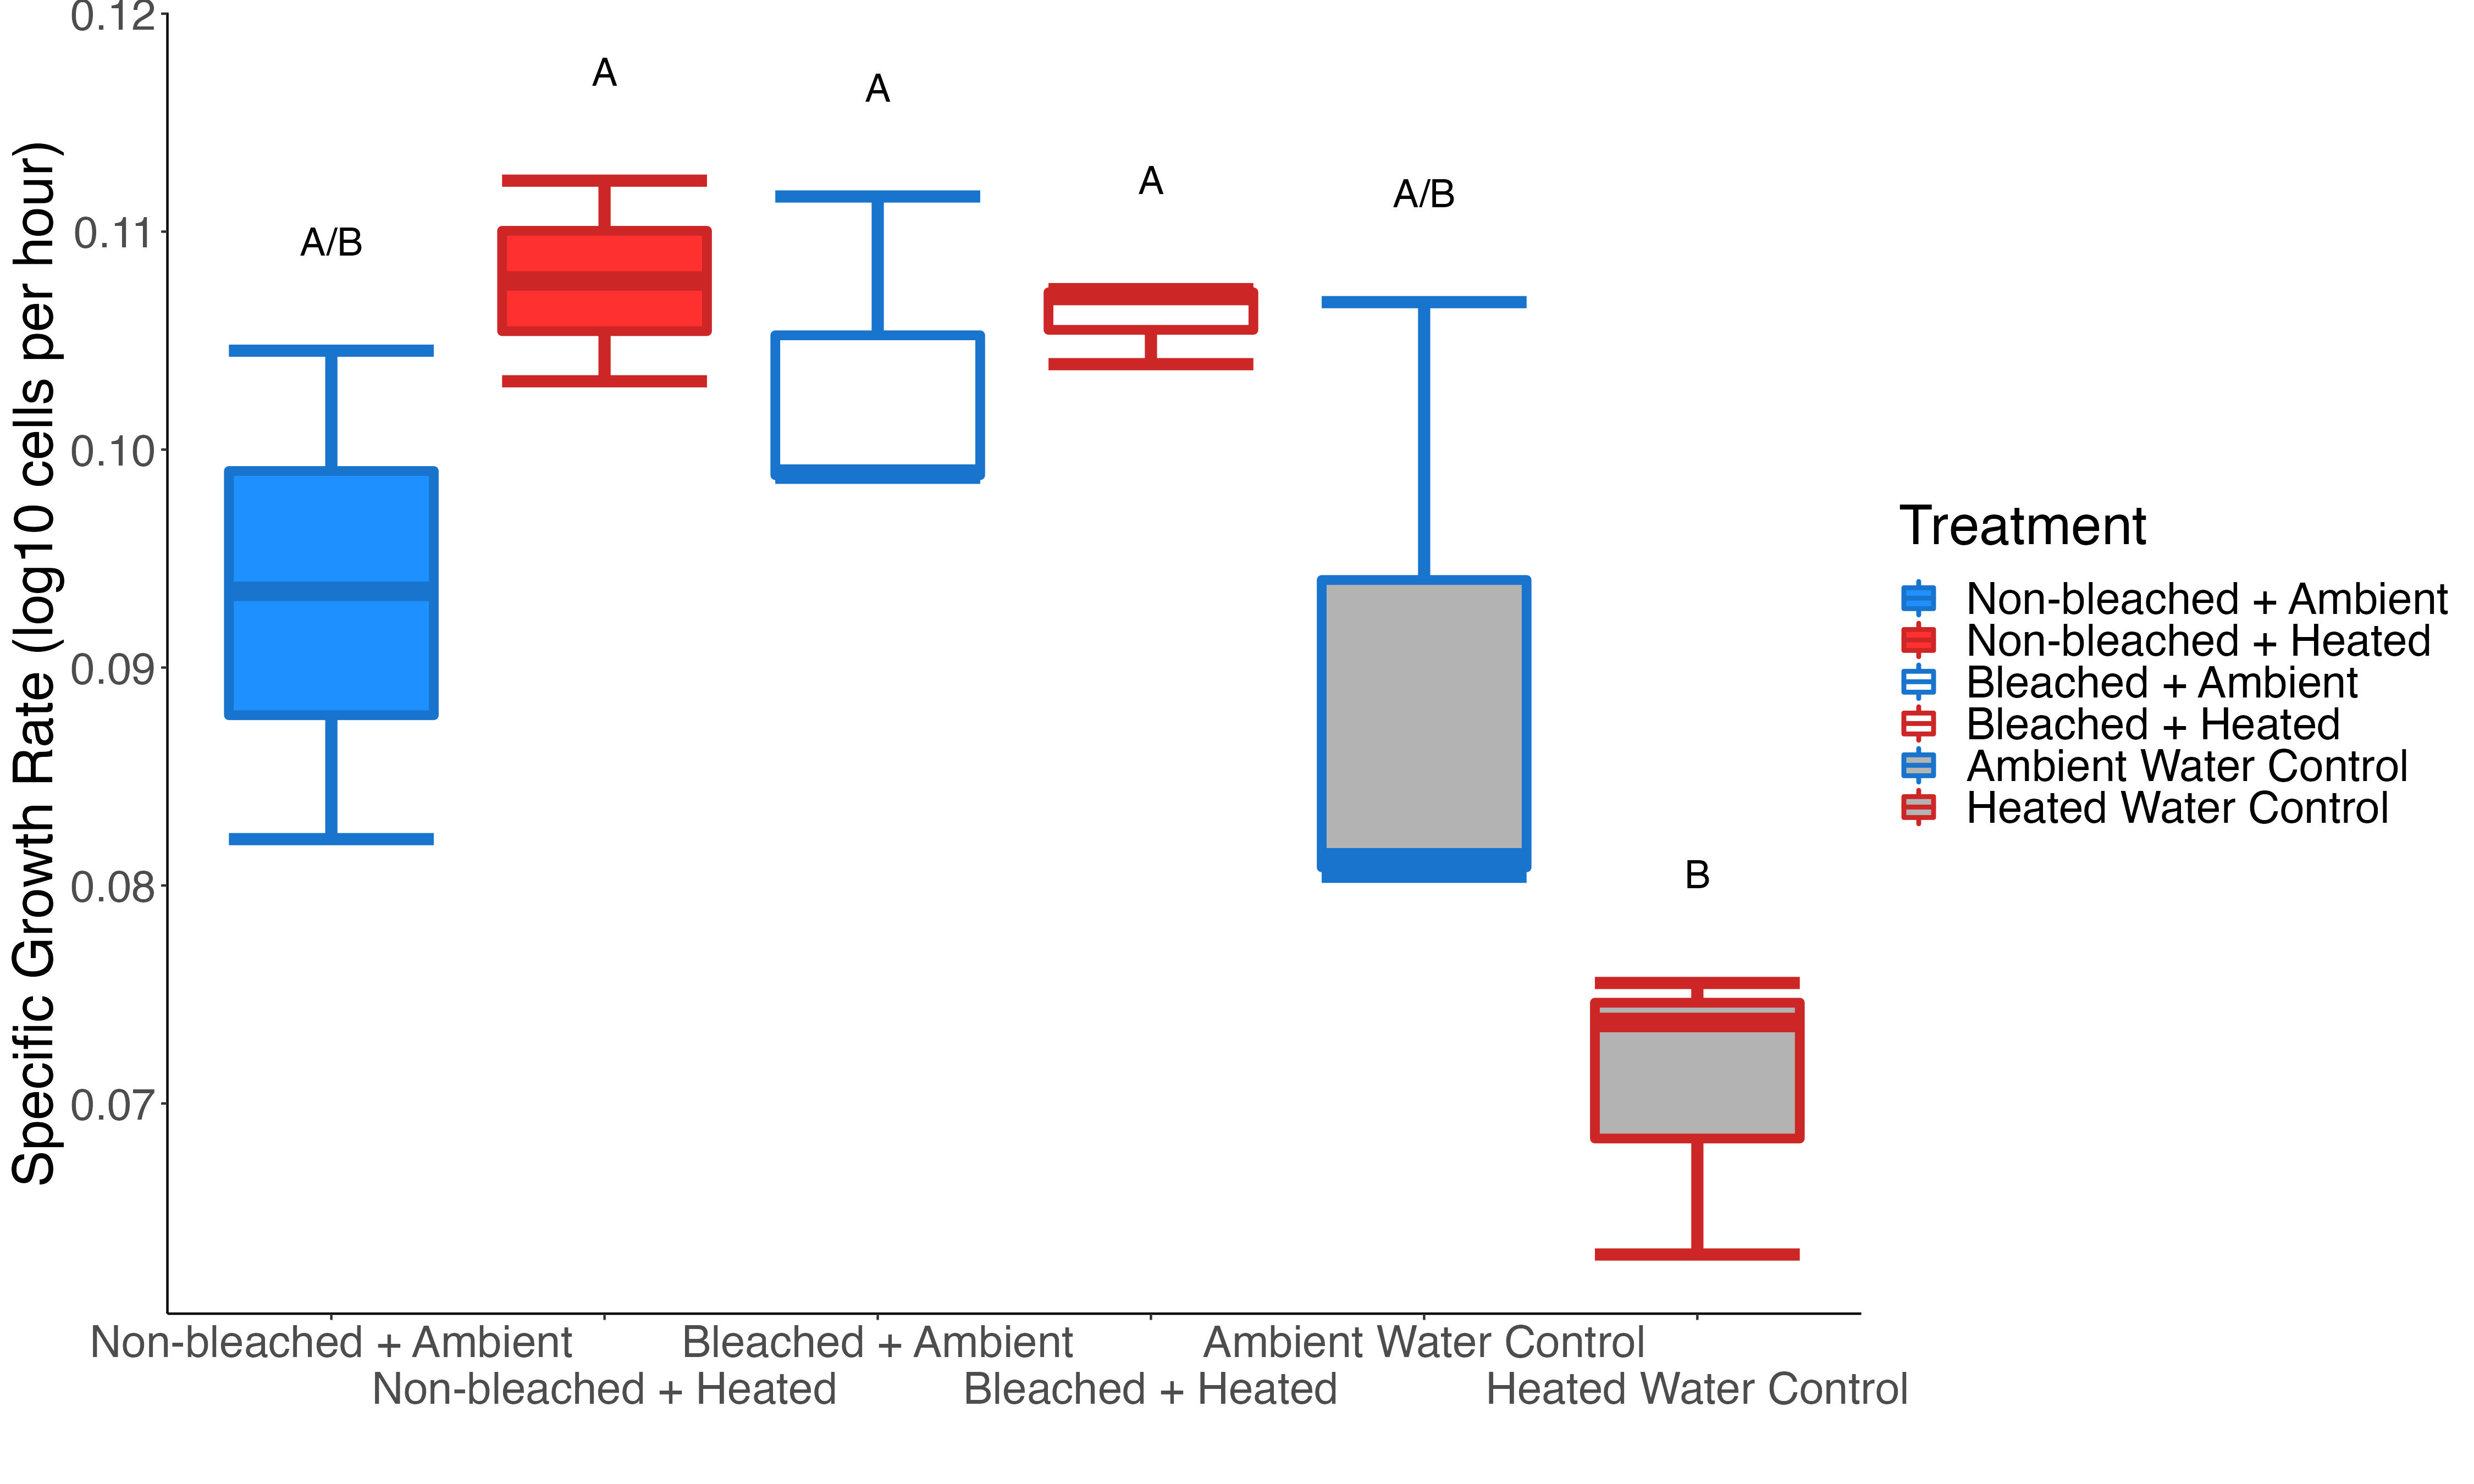 Specific Growth Rate (log10 cells per hour)
0.12
0.11
0.10
0.09
0.08
0.07
A/B
A
A
A
A/B
B
Non-bleached + Ambient
Non-bleached + Heated
Bleached + Ambient
Bleached + Heated
Ambient Water Control
Heated Water Control
Treatment
Non-bleached + Ambient
Non-bleached + Heated
Bleached + Ambient
Bleached + Heated
Ambient Water Control
Heated Water Control